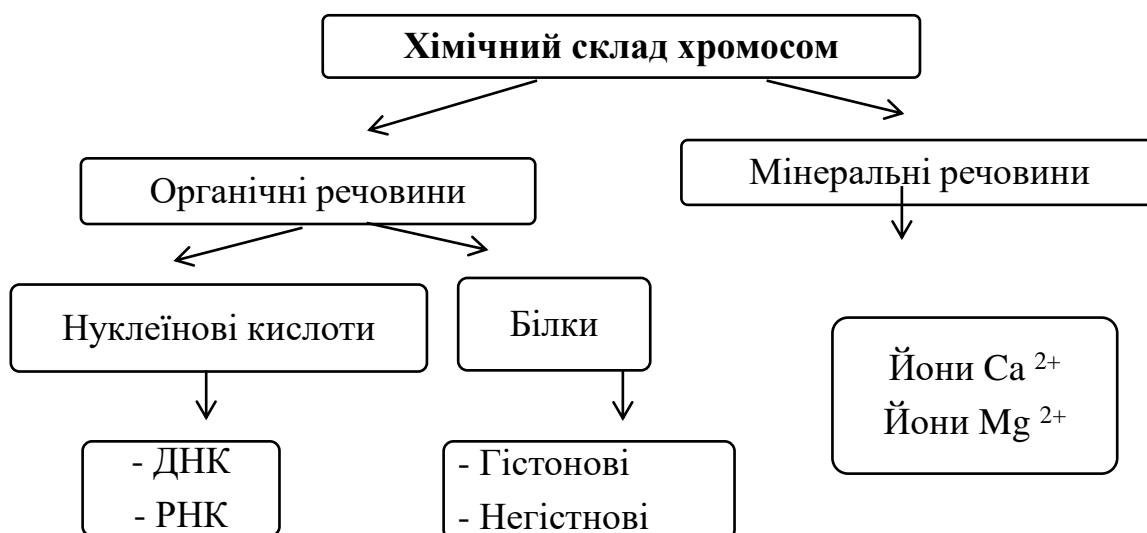 Хімічний склад хромосом
Органічні речовини
Мінеральні речовини
Нуклеїнові кислоти
Білки
Йони Ca ²⁺
Йони Mg ²⁺
- ДНК
- РНК
- Гістонові
- Негістнові